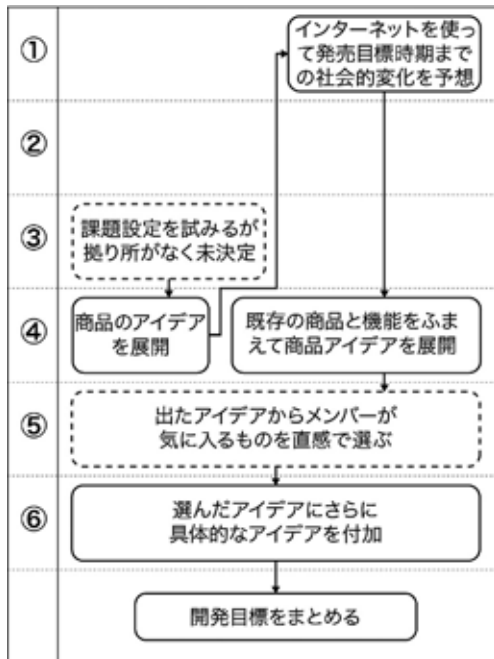 ①
インターネットを使っ
て発売目標時期まで
の社会的変化を予想
②
③
課題設定を試みるが
拠り所がなく未決定
④
商品のアイデア
を展開
既存の商品と機能をふま
えて商品アイデアを展開
⑤
出たアイデアからメンバーが
気に入るものを直感で選ぶ
⑥
選んだアイデアにさらに
具体的なアイデアを付加
開発目標をまとめる